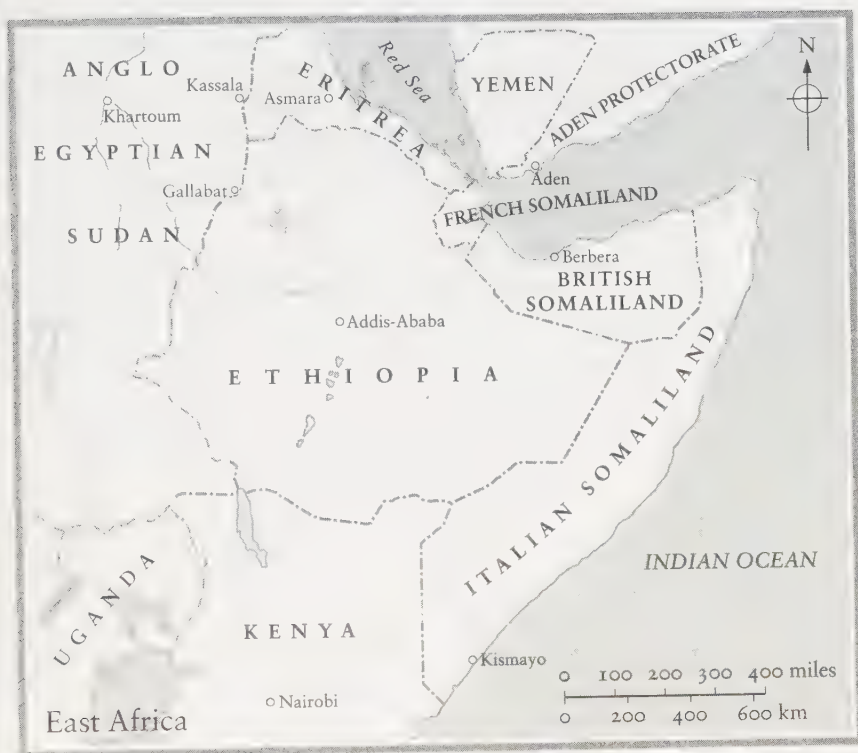 ANGLO
EGYPTIAN
SUDAN
Khartoum
Kassala
Gallabat
Asmara
ERITREA
Red Sea
YEMEN
ADEN PROTECTORATE
Aden
N
FRENCH SOMALILAND
Berbera
BRITISH
SOMALILAND
Addis-Ababa
ETHIOPIA
ITALIAN SOMALILAND
INDIAN OCEAN
UGANDA
KENYA
Kismayo
Nairobi
0 100 200 300 400 miles
0 200 400 600 km
East Africa